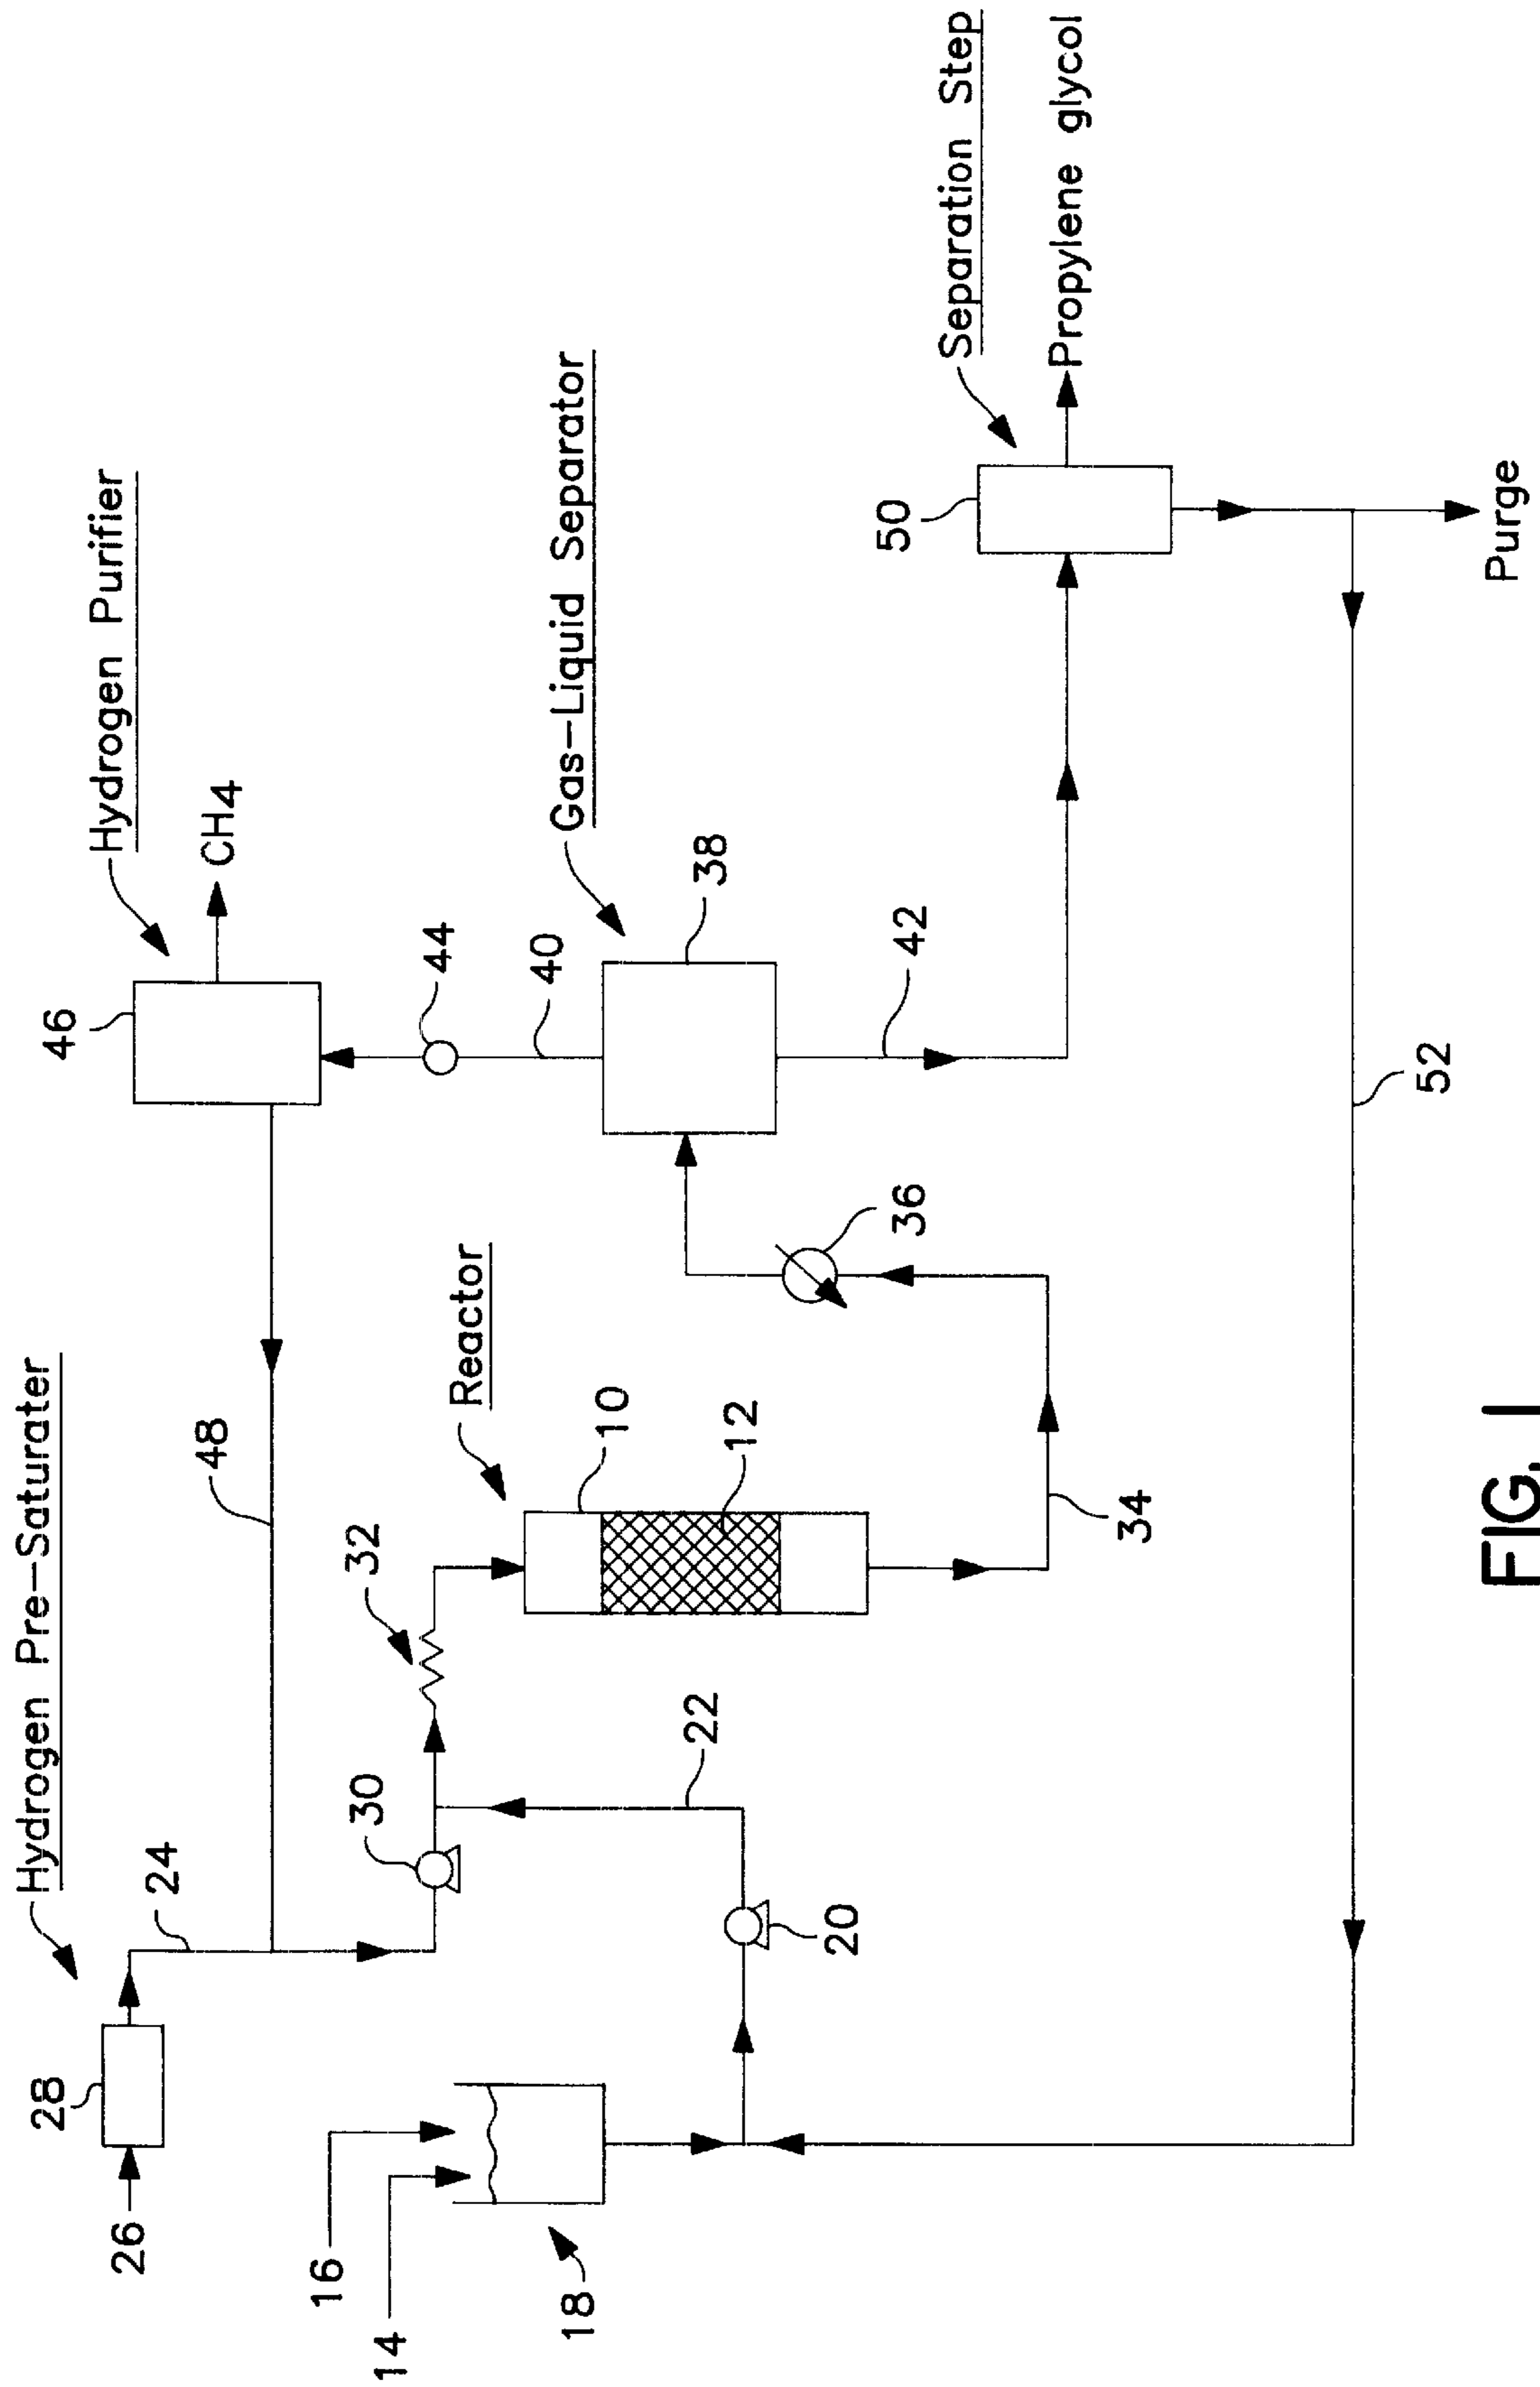 Hydrogen Pre-Saturater
Hydrogen Purifier
26
28
24
48
46
CH4
16
14
18
30
32
Reactor
10
12
44
40
Gas-Liquid Separator
38
22
20
36
42
34
50
Separation Step
Propylene glycol
52
Purge
FIG. 1